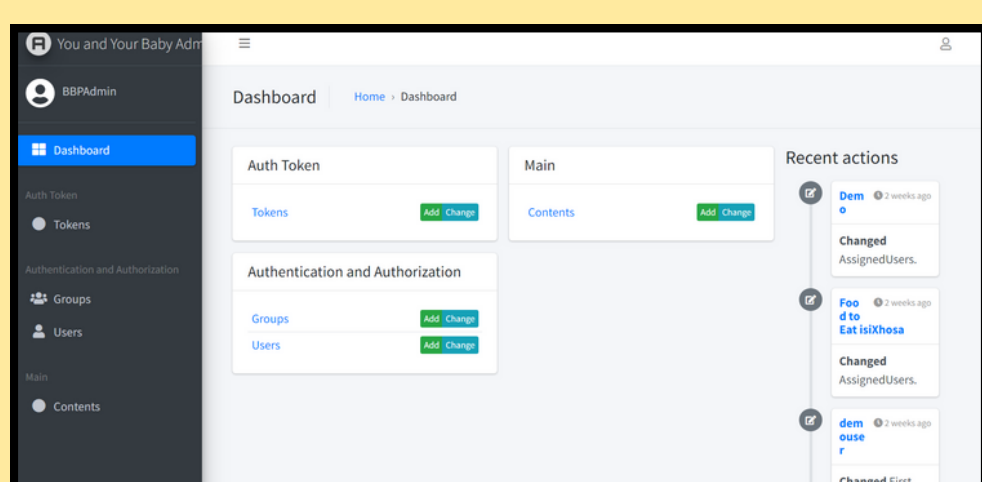 You and Your Baby Adm
BBPAdmin
Dashboard
Auth Token
Tokens
Authentication and Authorization
Groups
Users
Main
Contents
Dashboard
Home › Dashboard
Auth Token
Tokens
Add Change
Authentication and Authorization
Groups
Add Change
Users
Add Change
Main
Contents
Add Change
Recent actions
Dem
o
2 weeks ago
Changed
AssignedUsers.
Foo
d to
Eat isiXhosa
2 weeks ago
Changed
AssignedUsers.
dem
ouse
r
2 weeks ago
Changed First